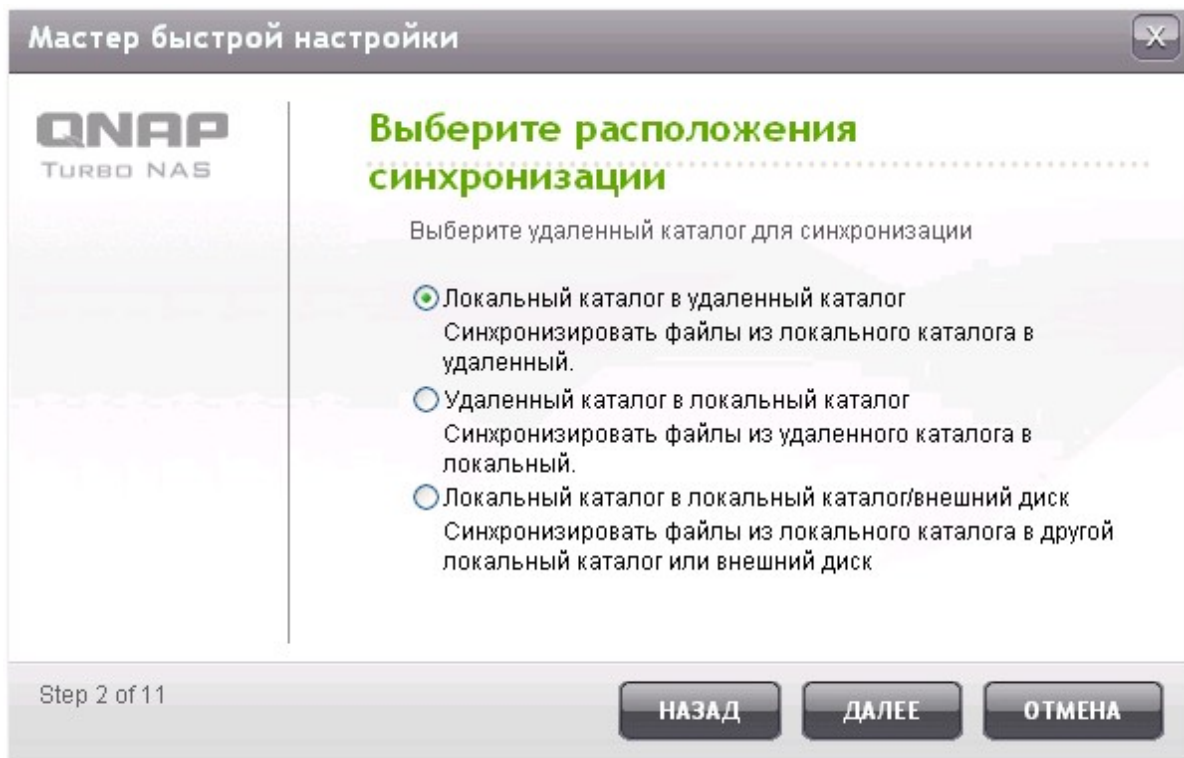 Мастер быстрой настройки
X
QNAP
TURBO NAS
Выберите расположения
синхронизации
Выберите удаленный каталог для синхронизации
Локальный каталог в удаленный каталог
Синхронизировать файлы из локального каталога в
удаленный.
Удаленный каталог в локальный каталог
Синхронизировать файлы из удаленного каталога в
локальный.
Локальный каталог в локальный каталог/внешний диск
Синхронизировать файлы из локального каталога в другой
локальный каталог или внешний диск
Step 2 of 11
НАЗАД
ДАЛЕЕ
ОТМЕНА